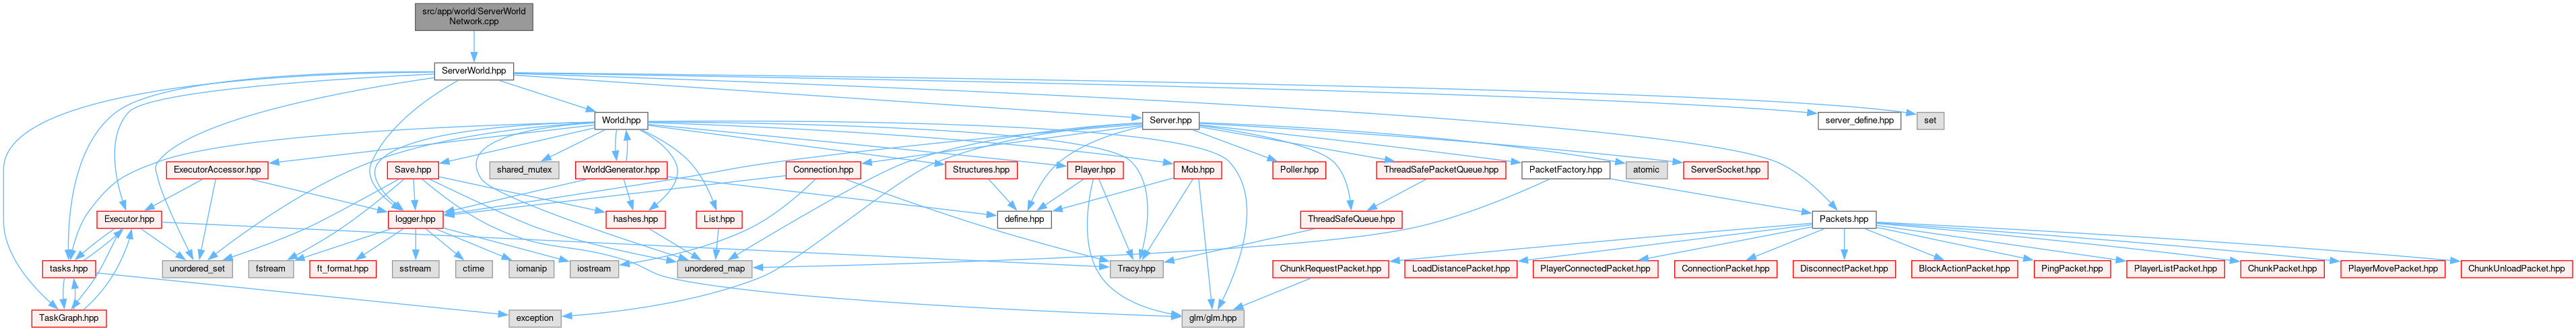 src/app/world/ServerWorld
Network.cpp
ServerWorld.hpp
World.hpp
Server.hpp
server_define.hpp
set
ExecutorAccessor.hpp
Save.hpp
shared_mutex
WorldGenerator.hpp
Connection.hpp
Structures.hpp
Player.hpp
Mob.hpp
Poller.hpp
ThreadSafePacketQueue.hpp
PacketFactory.hpp
atomic
ServerSocket.hpp
Executor.hpp
logger.hpp
hashes.hpp
List.hpp
define.hpp
ThreadSafeQueue.hpp
Packets.hpp
tasks.hpp
unordered_set
fstream
ft_format.hpp
sstream
ctime
iomanip
iostream
unordered_map
Tracy.hpp
ChunkRequestPacket.hpp
LoadDistancePacket.hpp
PlayerConnectedPacket.hpp
ConnectionPacket.hpp
DisconnectPacket.hpp
BlockActionPacket.hpp
PingPacket.hpp
PlayerListPacket.hpp
ChunkPacket.hpp
PlayerMovePacket.hpp
ChunkUnloadPacket.hpp
TaskGraph.hpp
exception
glm/glm.hpp